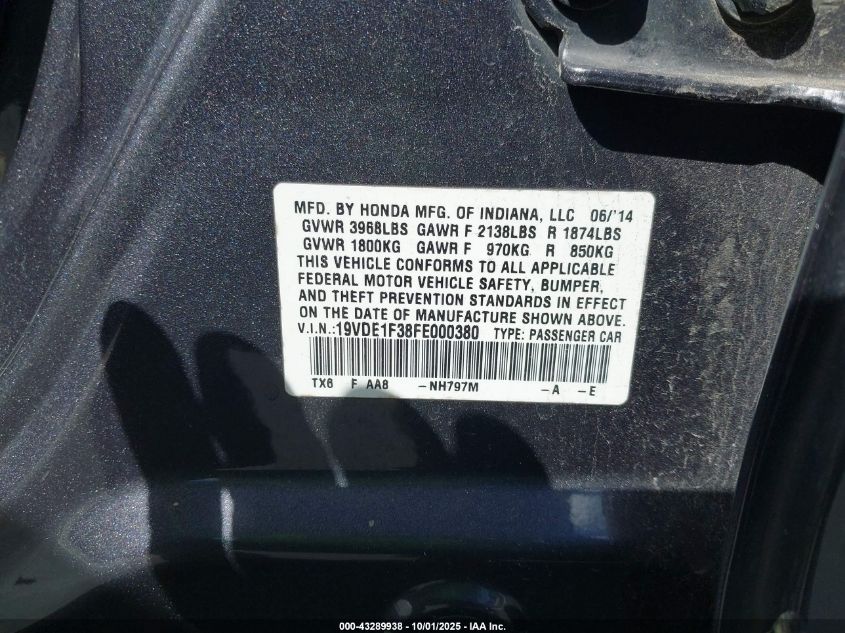 MFD. BY HONDA MFG. OF INDIANA, LLC 06/'14
GVWR 3968LBS GAWR F 2138LBS R 1874LBS
GVWR 1800KG GAWR F 970KG R 850KG
THIS VEHICLE CONFORMS TO ALL APPLICABLE
FEDERAL MOTOR VEHICLE SAFETY, BUMPER,
AND THEFT PREVENTION STANDARDS IN EFFECT
ON THE DATE OF MANUFACTURE SHOWN ABOVE.
V.I.N.:19VDE1F38FE000380 TYPE: PASSENGER CAR
TX6 F AA8 -NH797M -A -E
000-43289938 - 10/01/2025 - IAA Inc.